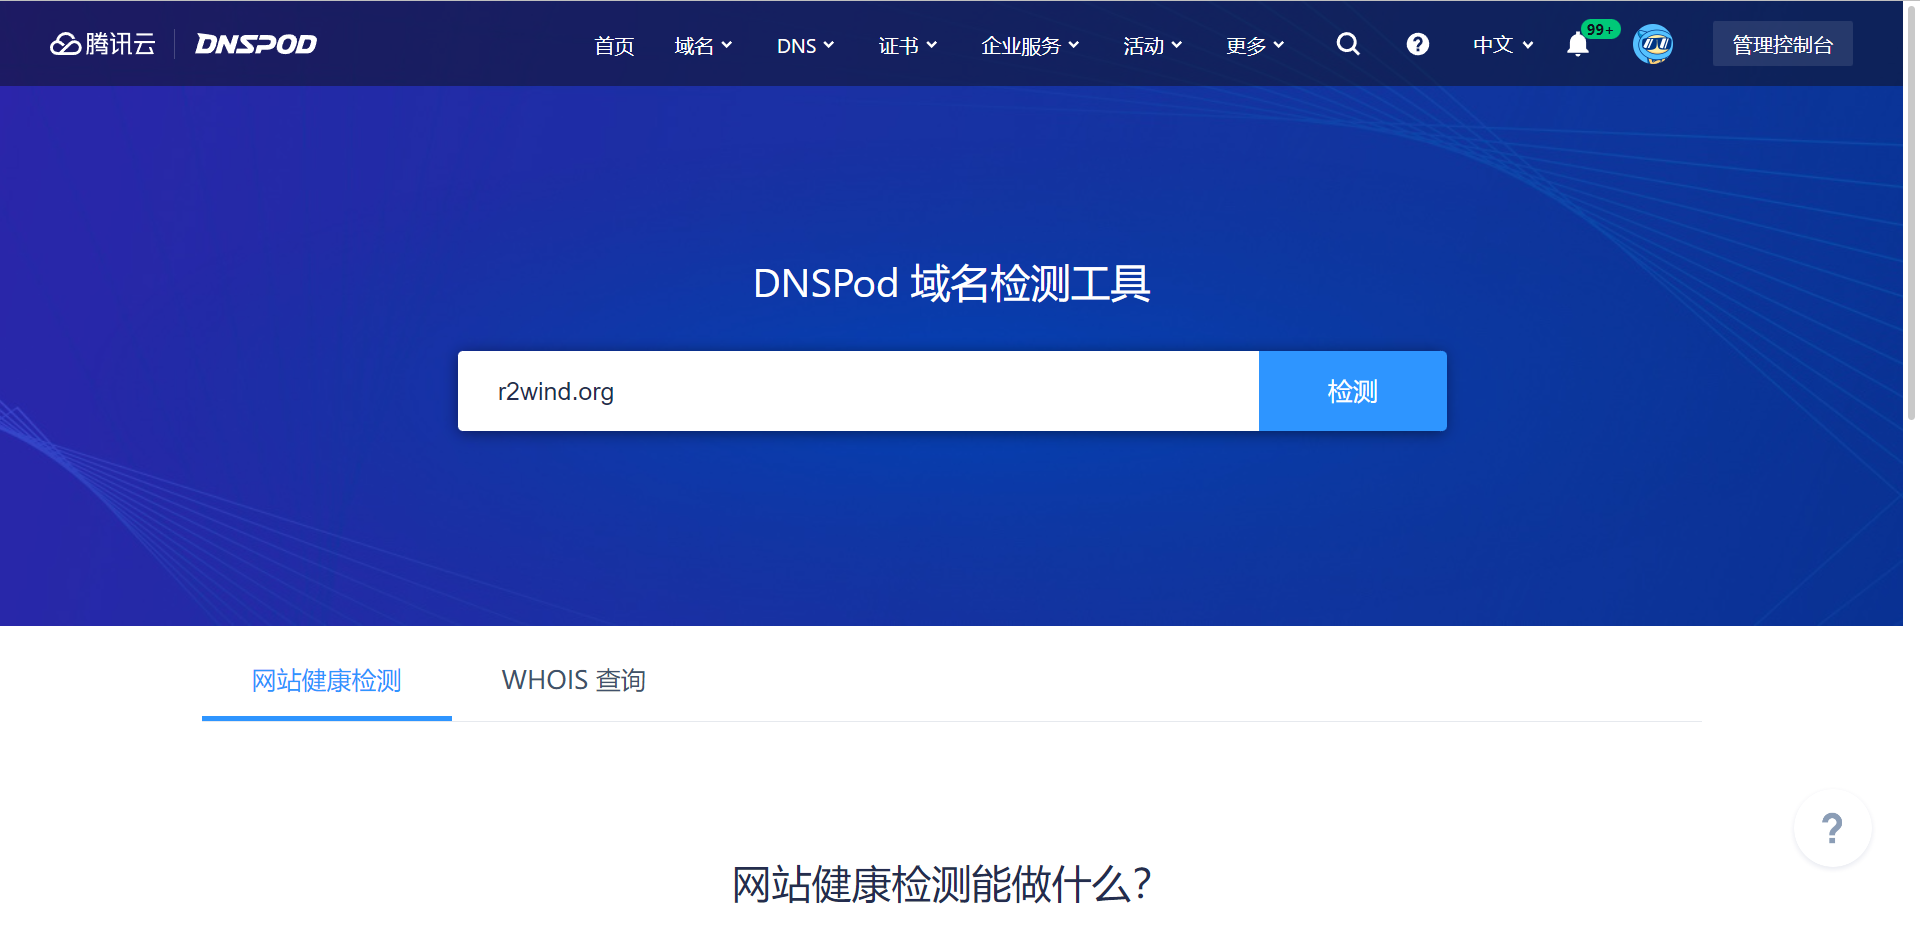 腾讯云 DNSPOD 首页 域名 DNS 证书 企业服务 活动 更多 ? 中文 99+ 管理控制台
DNSPod 域名检测工具
r2wind.org 检测
网站健康检测 WHOIS 查询
?
网站健康检测能做什么?